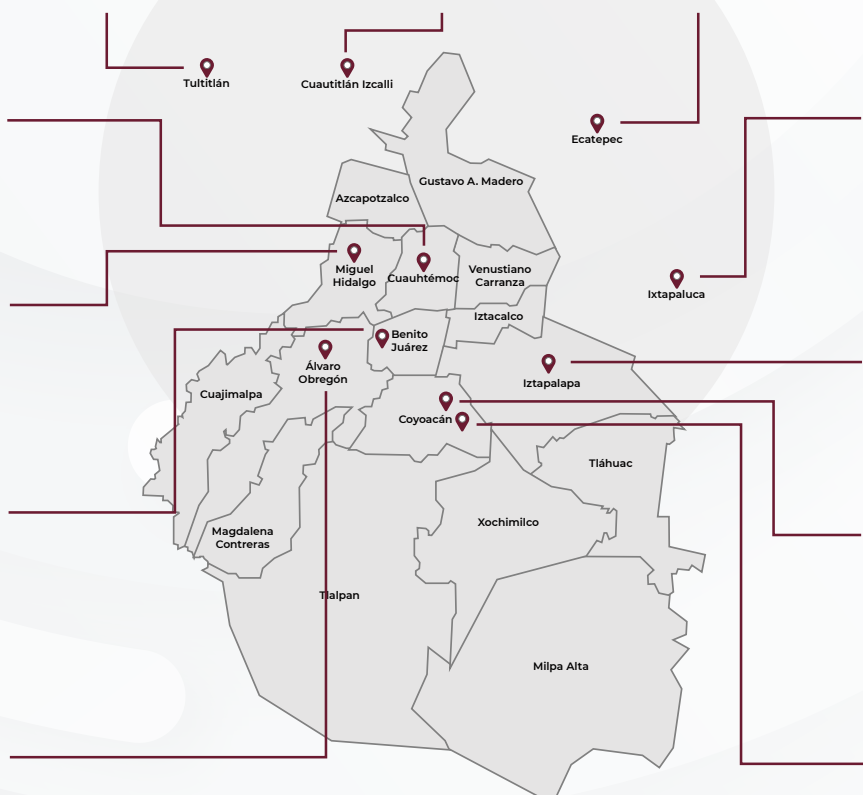 Tultitlán
Cuautitlán Izcalli
Ecatepec
Gustavo A. Madero
Azcapotzalco
Miguel
Hidalgo
Cuauhtémoc
Venustiano
Carranza
Ixtapaluca
Iztacalco
Benito
Juárez
Álvaro
Obregón
Iztapalapa
Cuajimalpa
Coyoacán
Tláhuac
Xochimilco
Magdalena
Contreras
Tlalpan
Milpa Alta